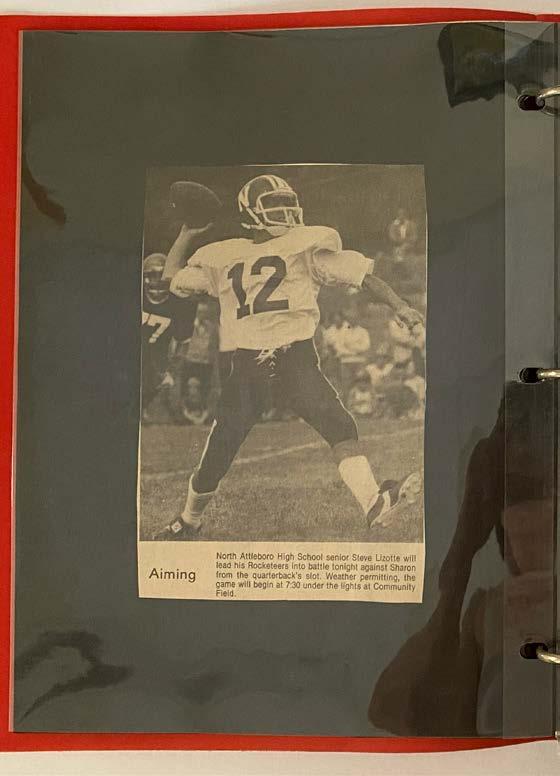 12
7
Aiming
North Attleboro High School senior Steve Lizotte will
lead his Rocketeers into battle tonight against Sharon
from the quarterback's slot. Weather permitting, the
game will begin at 7:30 under the lights at Community
Field.